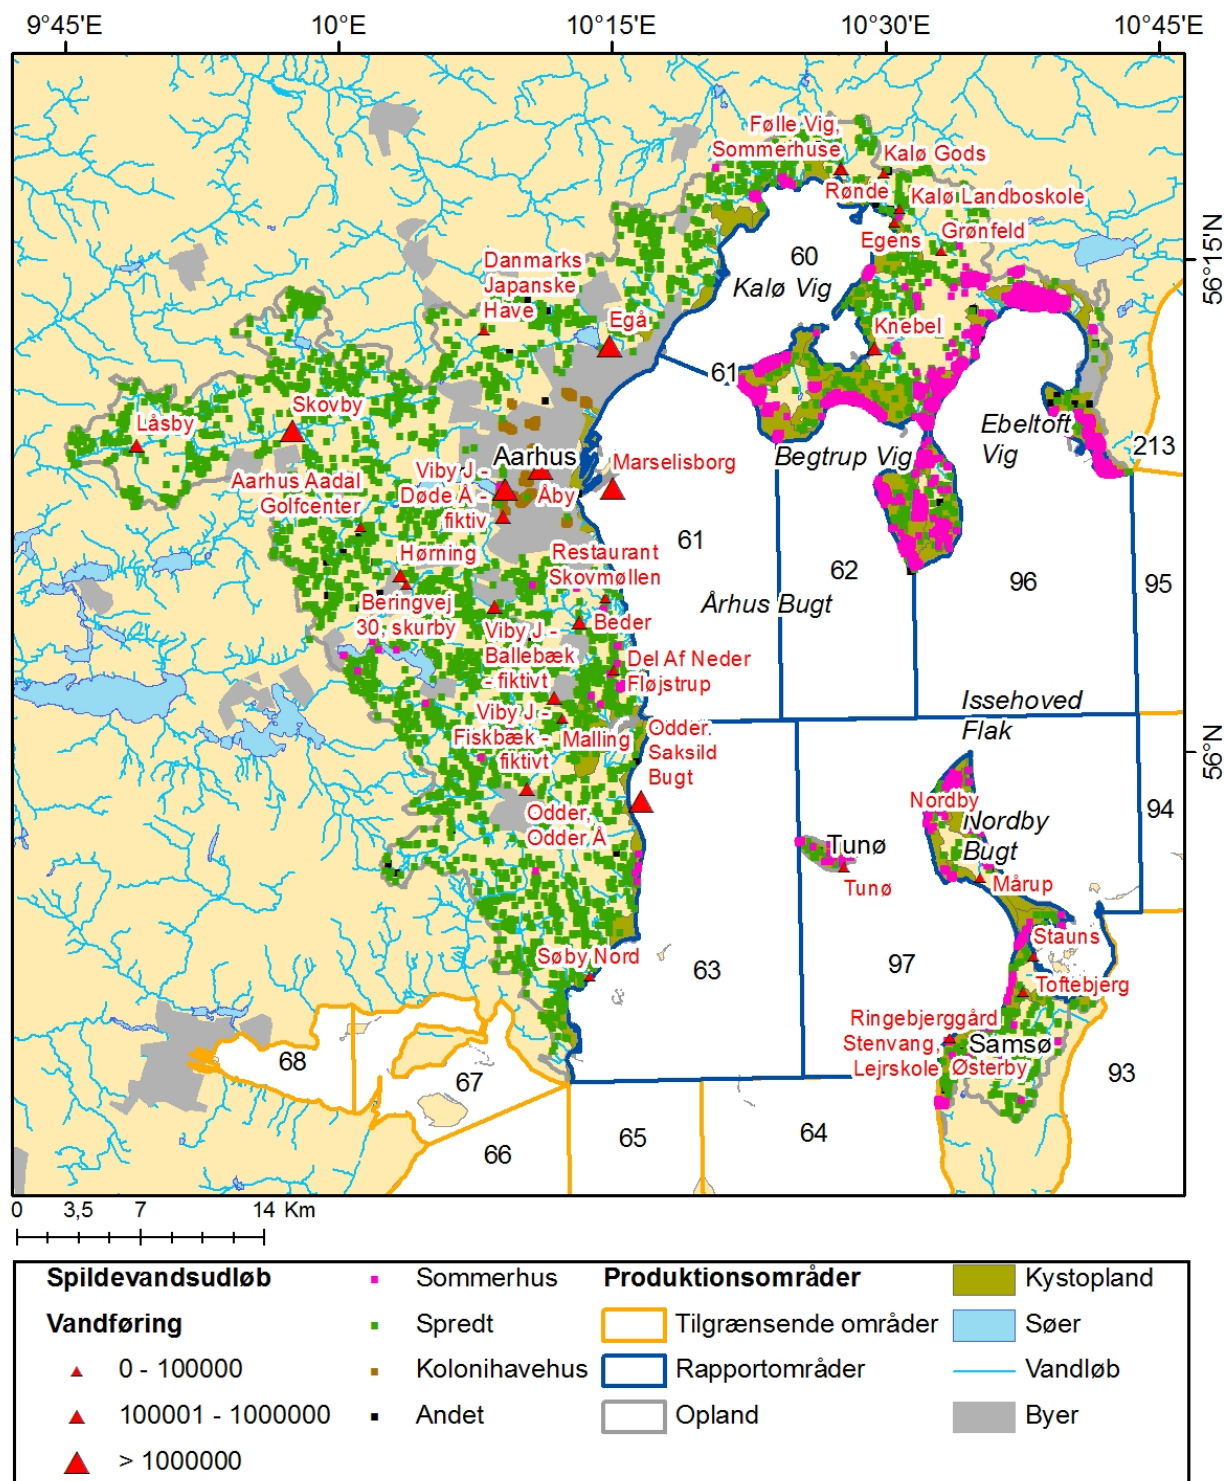 9°45'E
10°E
10°15'E
10°30'E
10°45'E
Følle Vig,
Sommerhuse
Kalø Gods
Rønde
Kalø Landboskole
Egens
Grønfeld
56°15'N
60
Kalø Vig
Danmarks
Japanske
Have
Egå
Knebel
61
Skovby
Låsby
Ebeltoft
Vig
213
Begtrup Vig
Aarhus
Marselisborg
Aarhus Aadal
Golfcenter
Viby J -
Døde Å -
fiktiv
Åby
61
62
96
95
Hørning
Restaurant
Skovmøllen
Århus Bugt
Beringvej
30, skurby
Beder
Viby J -
Ballebæk
- fiktivt
Del Af Neder
Fløjstrup
Issehoved
Flak
56°N
Viby J -
Fiskbæk -
fiktivt
Malling
Odder.
Saksild
Bugt
Nordby
Nordby
Bugt
94
Odder,
Odder Å
Tunø
Tunø
Mårup
Stauns
Søby Nord
63
97
Toftebjerg
Ringebjerggård
Stenvang,
Lejrskole
Samsø
Østerby
93
68
67
66
65
64
0 3,5 7 14 Km
Spildevandsudløb
Vandføring
0 - 100000
100001 - 1000000
> 1000000
Sommerhus
Spredt
Kolonihavehus
Andet
Produktionsområder
Tilgrænsende områder
Rapportområder
Opland
Kystopland
Søer
Vandløb
Byer